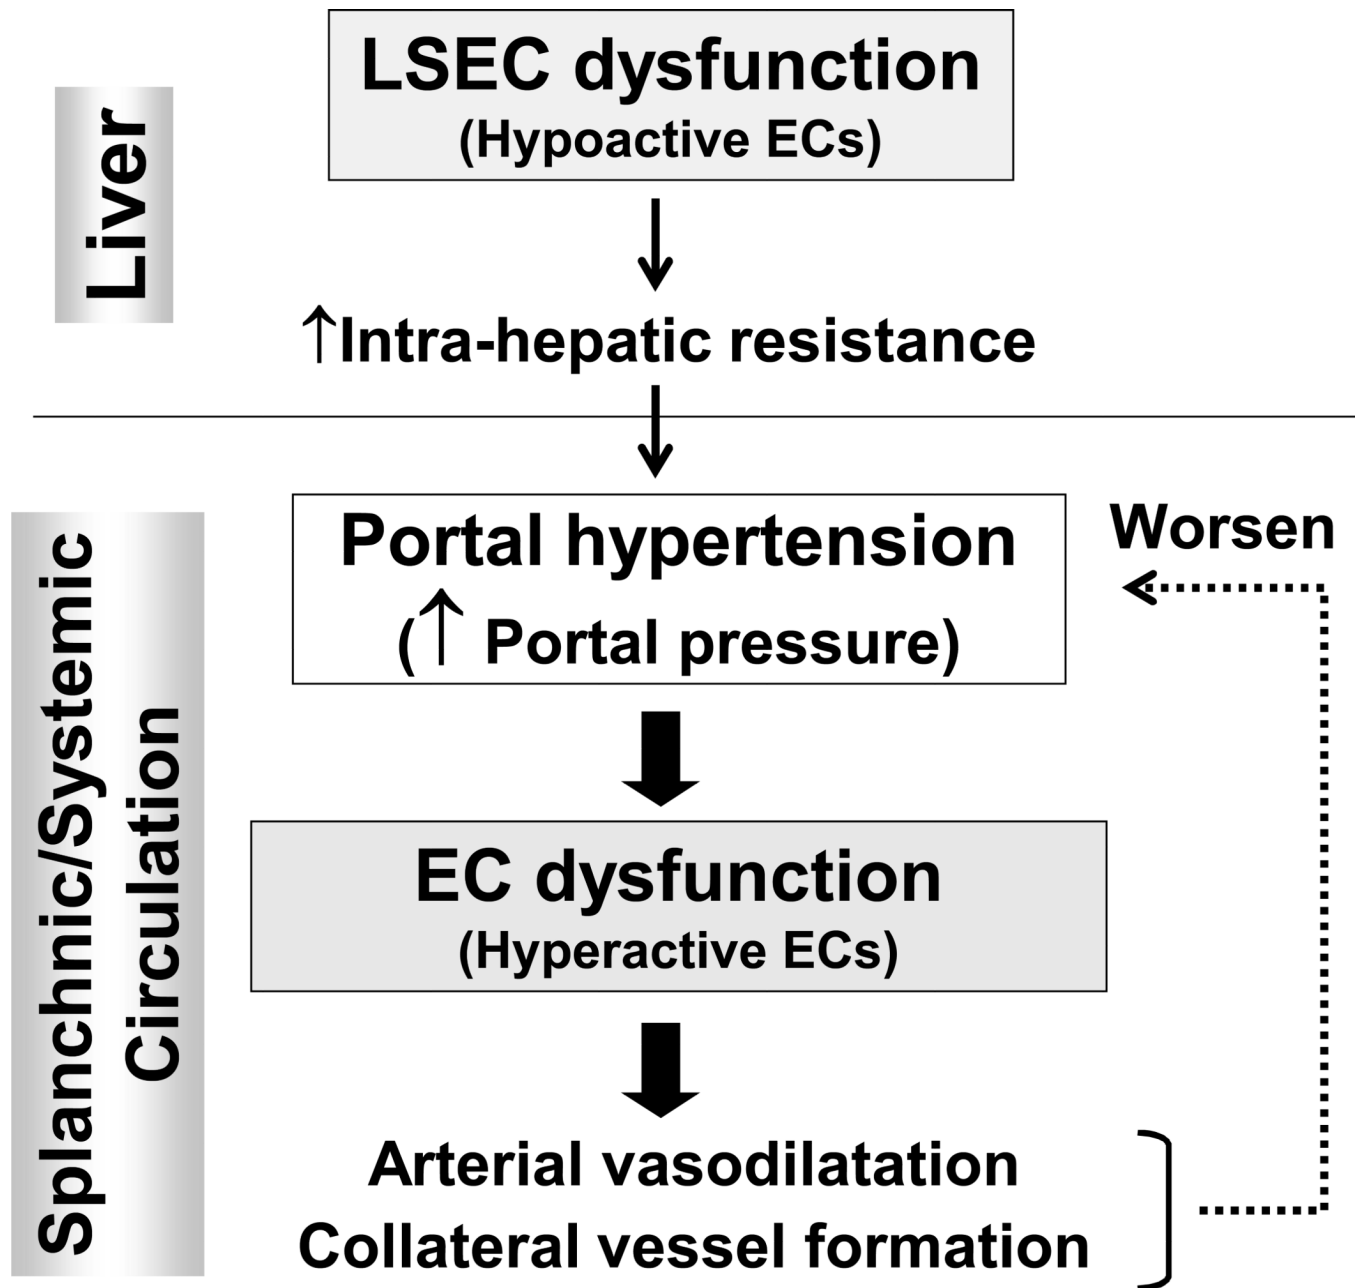 Liver
LSEC dysfunction
(Hypoactive ECs)
↑Intra-hepatic resistance
Splanchnic/Systemic
Circulation
Portal hypertension
(↑ Portal pressure)
Worsen
EC dysfunction
(Hyperactive ECs)
Arterial vasodilatation
Collateral vessel formation